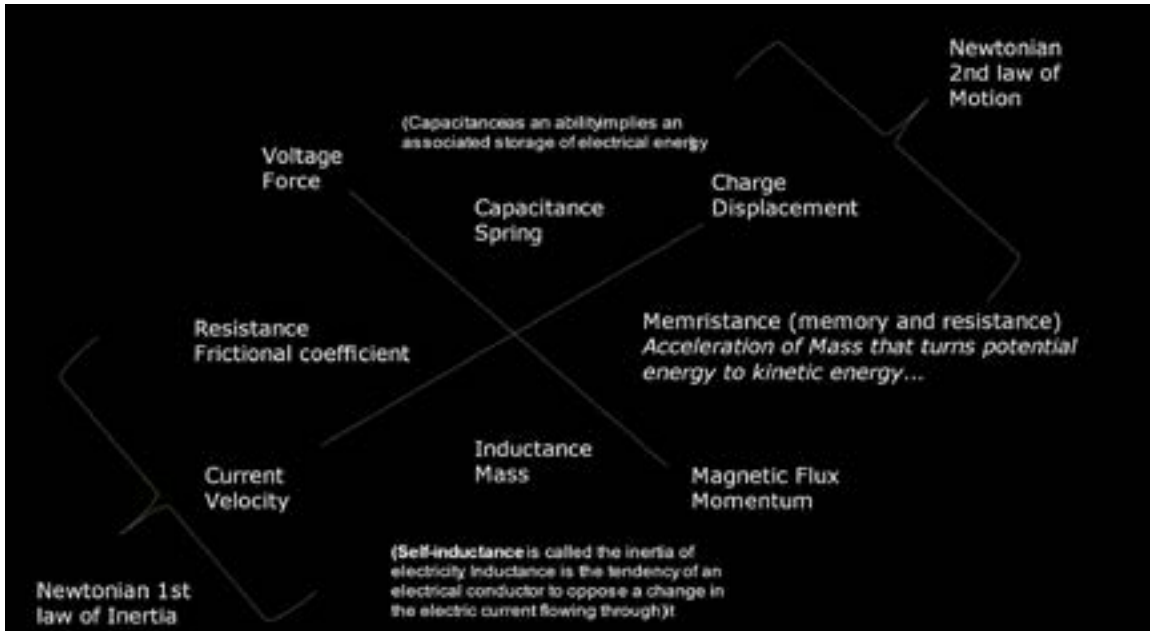 Newtonian
2nd law of
Motion
(Capacitanceas an abilityimplies an
associated storage of electrical energy
Voltage
Force
Charge
Displacement
Capacitance
Spring
Resistance
Frictional coefficient
Memristance (memory and resistance)
Acceleration of Mass that turns potential
energy to kinetic energy...
Inductance
Mass
Current
Velocity
Magnetic Flux
Momentum
(Self-inductance is called the inertia of
electricity Inductance is the tendency of an
electrical conductor to oppose a change in
the electric current flowing through)t
Newtonian 1st
law of Inertia